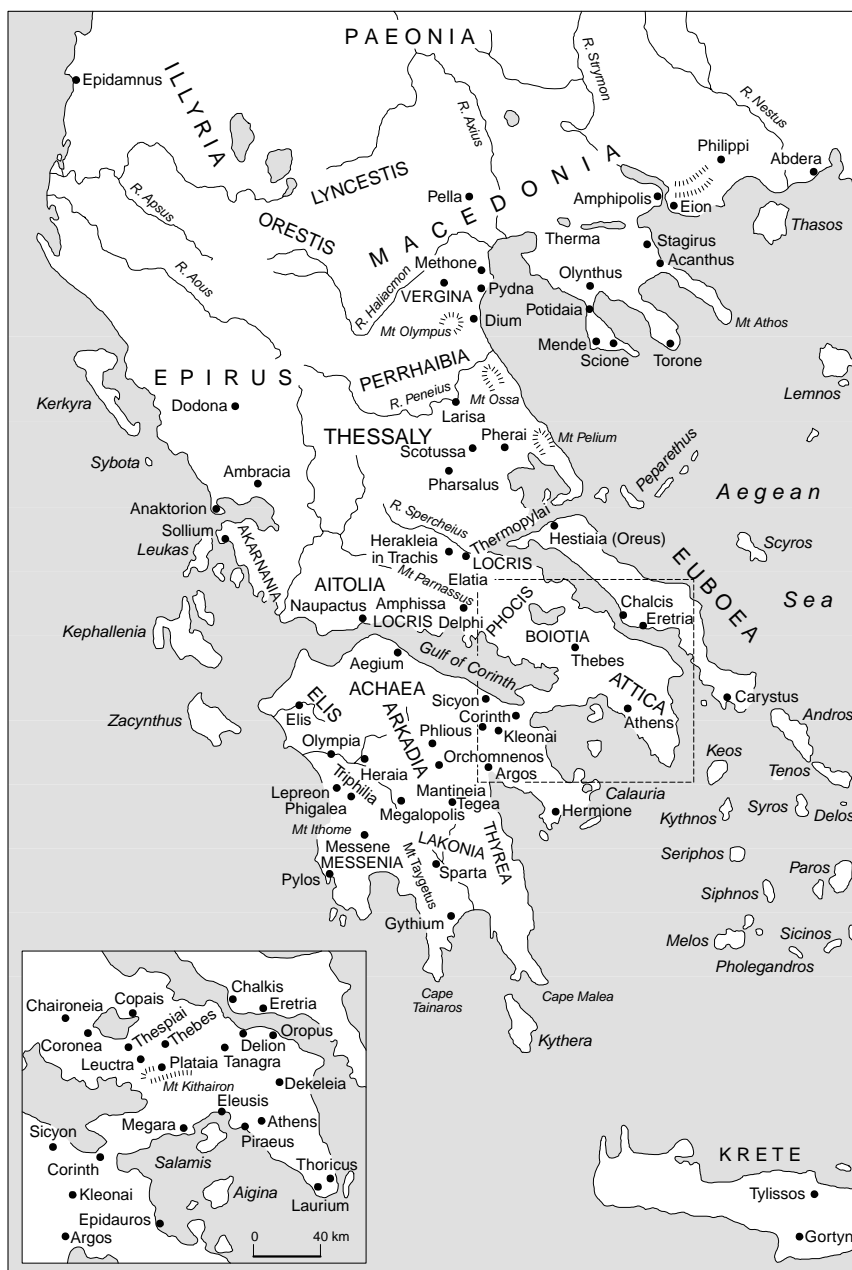 PAEONIA
Epidamnus
ILLYRIA
R. Strymon
R. Axius
R. Nestus
Philippi
Abdera
LYNCESTIS
R. Apsus
Pella
MACEDONIA
Amphipolis
Eion
Thasos
ORESTIS
Therma
Stagirus
Acanthus
R. Aous
R. Haliacmon
Methone
Olynthus
VERGINA
Pydna
Potidaia
Mt Olympus
Dium
Mt Athos
Mende
Scione
Torone
PERRHAIBIA
EPIRUS
Kerkyra
Dodona
R. Peneius
Mt Ossa
Larisa
Lemnos
THESSALY
Pherai
Scotussa
Mt Pelium
Sybota
Ambracia
Pharsalus
Peparethus
Aegean
Sea
Anaktorion
Sollium
R. Spercheius
Thermopylai
Hestiaia (Oreus)
Leukas
AKARNANIA
Herakleia
in Trachis
LOCRIS
Scyros
EUBOEA
Elatia
AITOLIA
Mt Parnassus
Naupactus
Amphissa
LOCRIS
Delphi
PHOCIS
Chalcis
Eretria
Kephallenia
BOIOTIA
Thebes
Aegium
Gulf of Corinth
ACHAEA
Sicyon
ATTICA
Carystus
Zacynthus
ELIS
Elis
ARKADIA
Corinth
Athens
Andros
Phlious
Kleonai
Olympia
Heraia
Orchomnenos
Argos
Keos
Tenos
Triphilia
Lepreon
Phigalea
Mantineia
Tegea
Calauria
Megalopolis
Hermione
Kythnos
Syros
Delos
Mt Ithome
Messene
MESSENIA
LAKONIA
THYREA
Mt Taygetus
Sparta
Seriphos
Paros
Pylos
Siphnos
Gythium
Melos
Sicinos
Pholegandros
Cape
Tainaros
Cape Malea
Kythera
KRETE
Tylissos
Gortyn
Chalkis
Eretria
Chaironeia
Copais
Thespiai
Thebes
Oropus
Coronea
Delion
Leuctra
Plataia
Tanagra
Mt Kithairon
Dekeleia
Eleusis
Megara
Athens
Piraeus
Sicyon
Salamis
Corinth
Thoricus
Kleonai
Aigina
Laurium
Epidauros
Argos
0 40 km